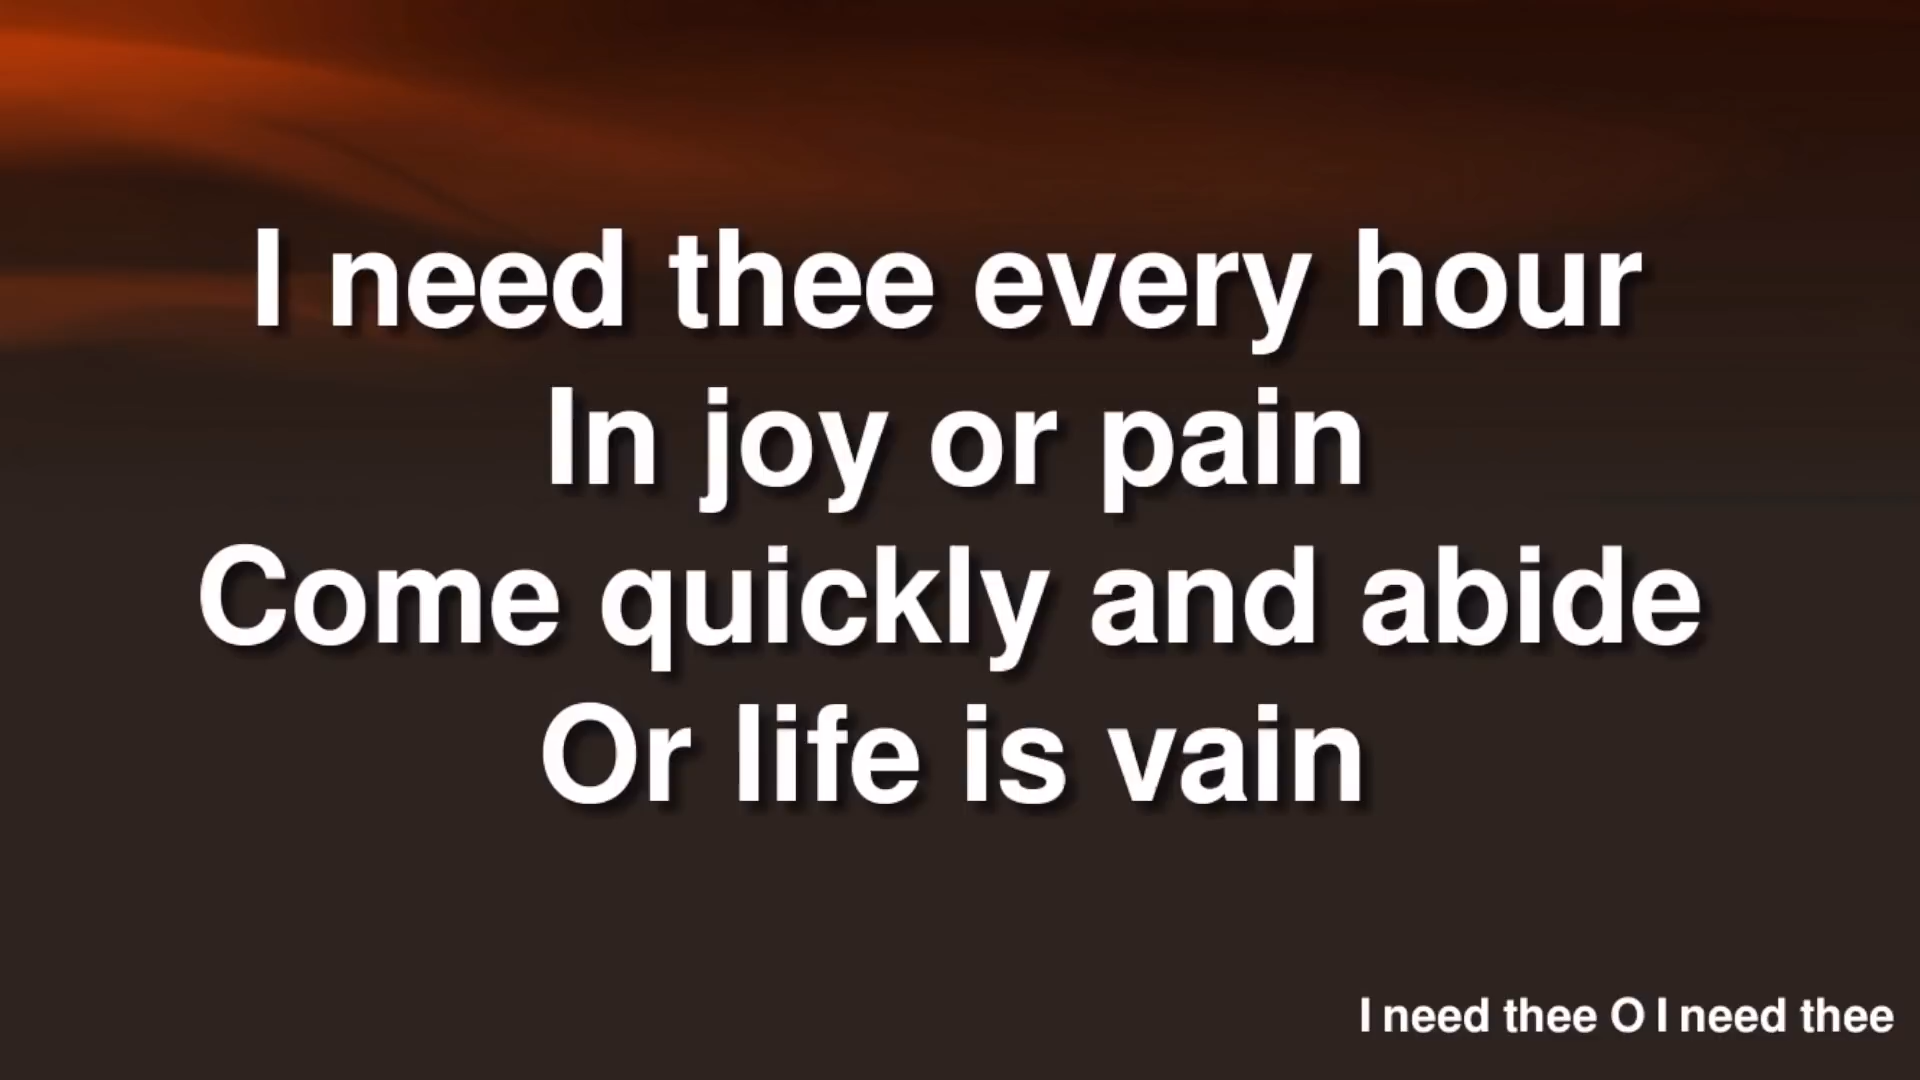 I need thee every hour
In joy or pain
Come quickly and abide
Or life is vain
I need thee O I need thee